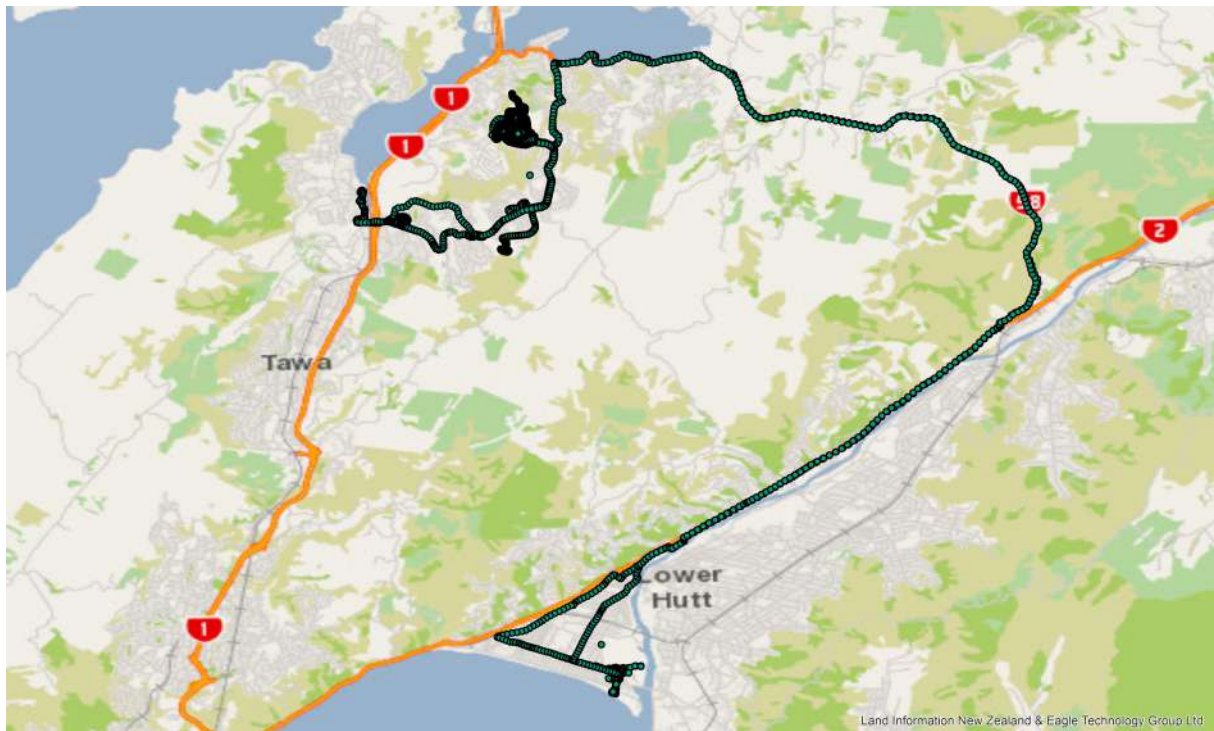 1
1
58
2
Tawa
Lower
Hutt
1
Land Information New Zealand & Eagle Technology Group Ltd